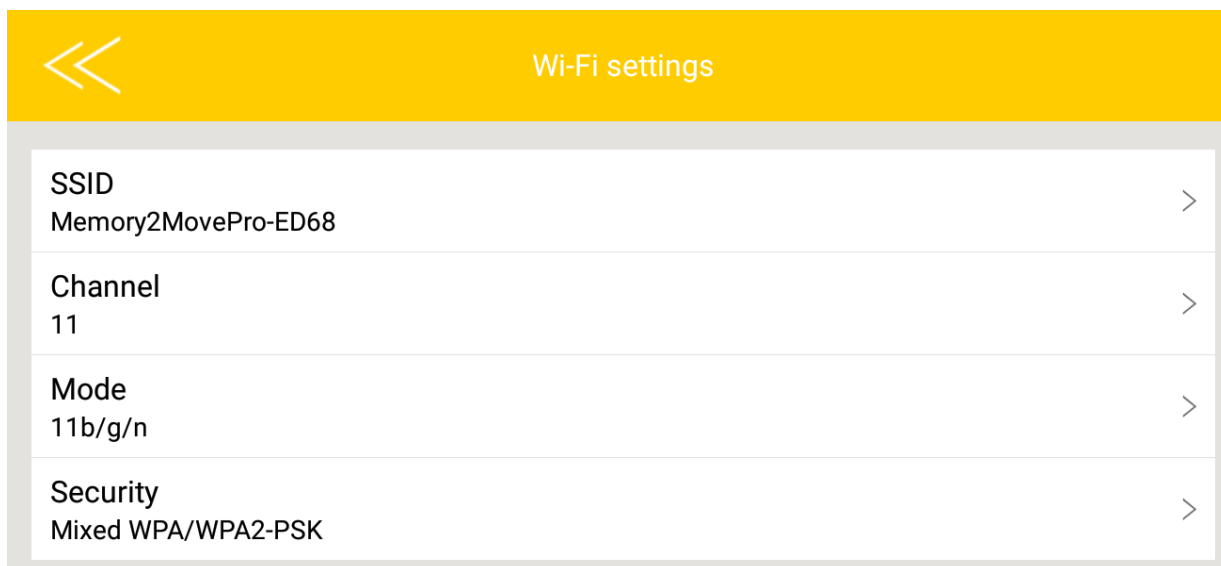 Wi-Fi settings
SSID
Memory2MovePro-ED68
Channel
11
Mode
11b/g/n
Security
Mixed WPA/WPA2-PSK